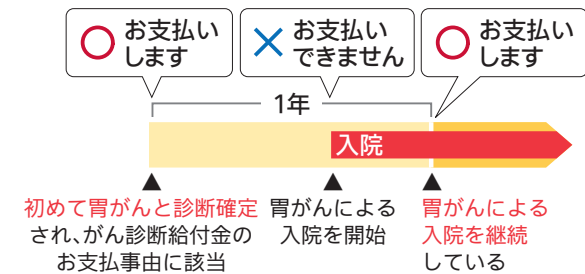 お支払い
します
お支払い
できません
お支払い
します
1年
入院
初めて胃がんと診断確定
され、がん診断給付金の
お支払事由に該当
胃がんによる
入院を開始
胃がんによる
入院を継続
している